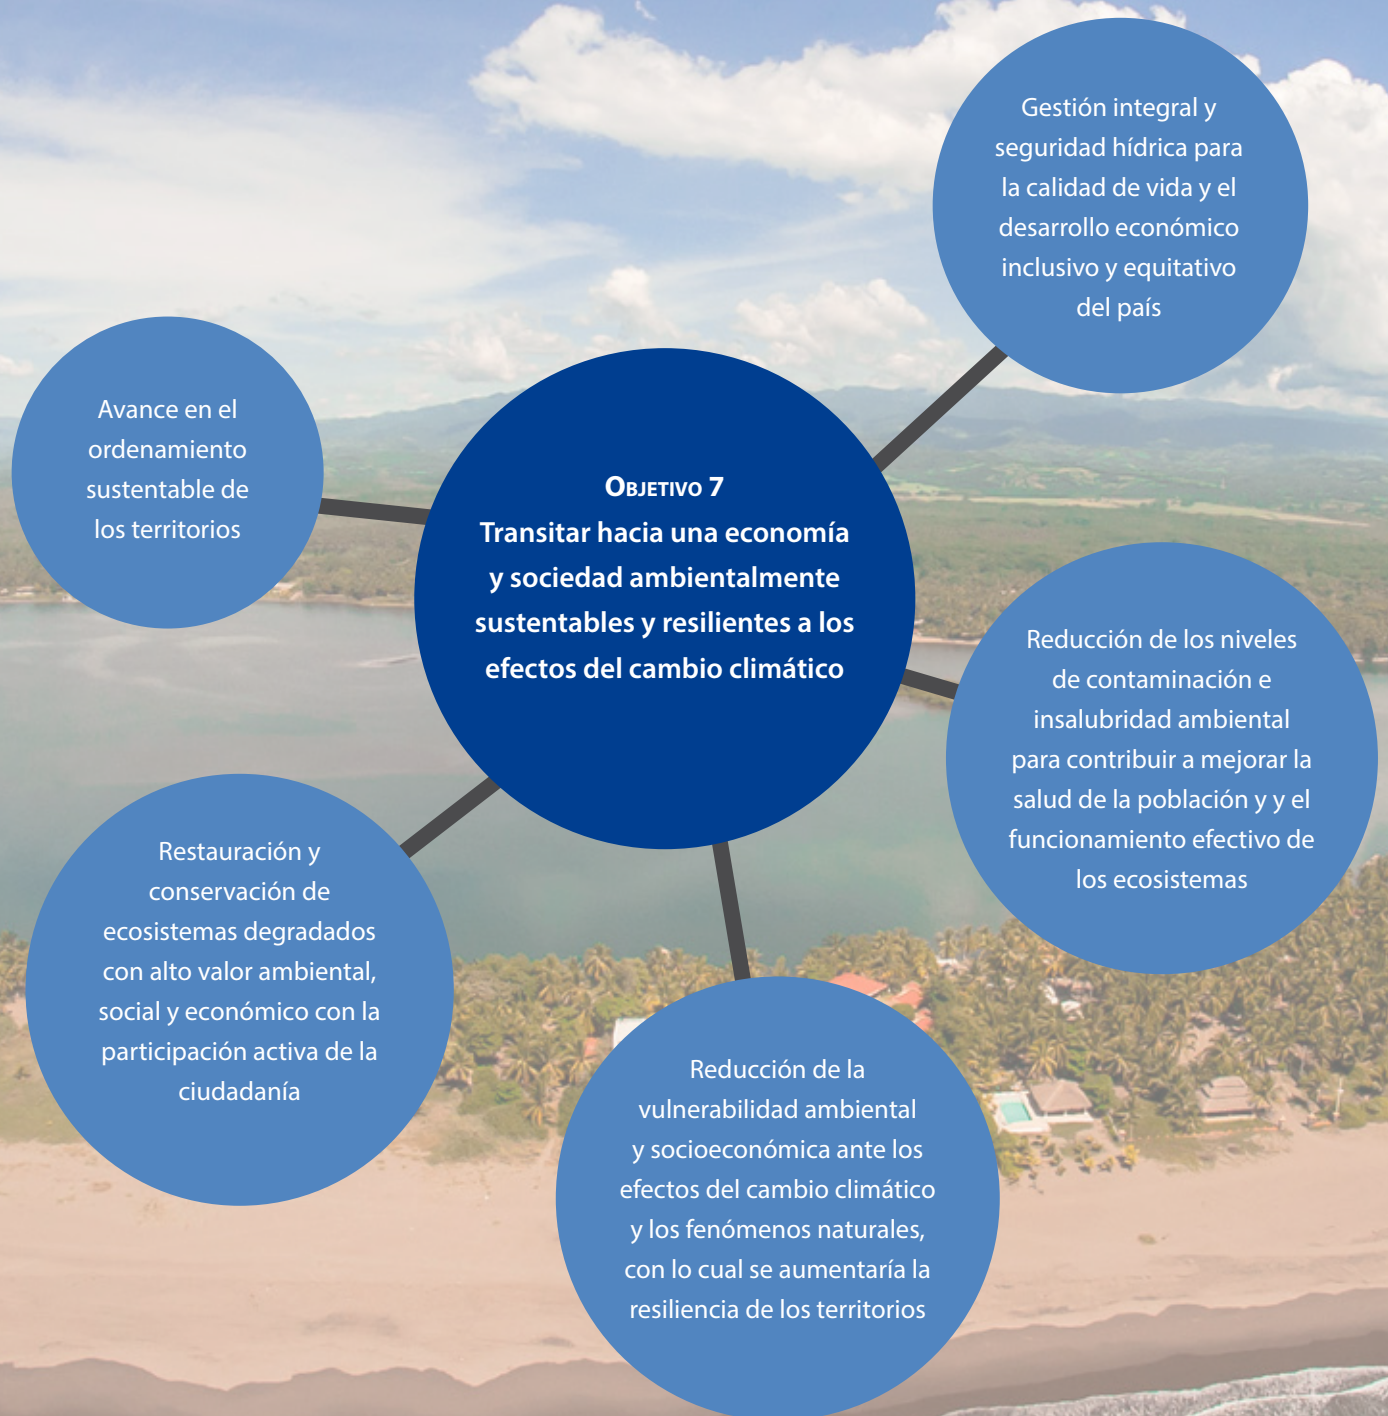 Gestión integral y
seguridad hídrica para
la calidad de vida y el
desarrollo económico
inclusivo y equitativo
del país
Avance en el
ordenamiento
sustentable de
los territorios
Objetivo 7
Transitar hacia una economía
y sociedad ambientalmente
sustentables y resilientes a los
efectos del cambio climático
Reducción de los niveles
de contaminación e
insalubridad ambiental
para contribuir a mejorar la
salud de la población y y el
funcionamiento efectivo de
los ecosistemas
Restauración y
conservación de
ecosistemas degradados
con alto valor ambiental,
social y económico con la
participación activa de la
ciudadanía
Reducción de la
vulnerabilidad ambiental
y socioeconómica ante los
efectos del cambio climático
y los fenómenos naturales,
con lo cual se aumentaría la
resiliencia de los territorios